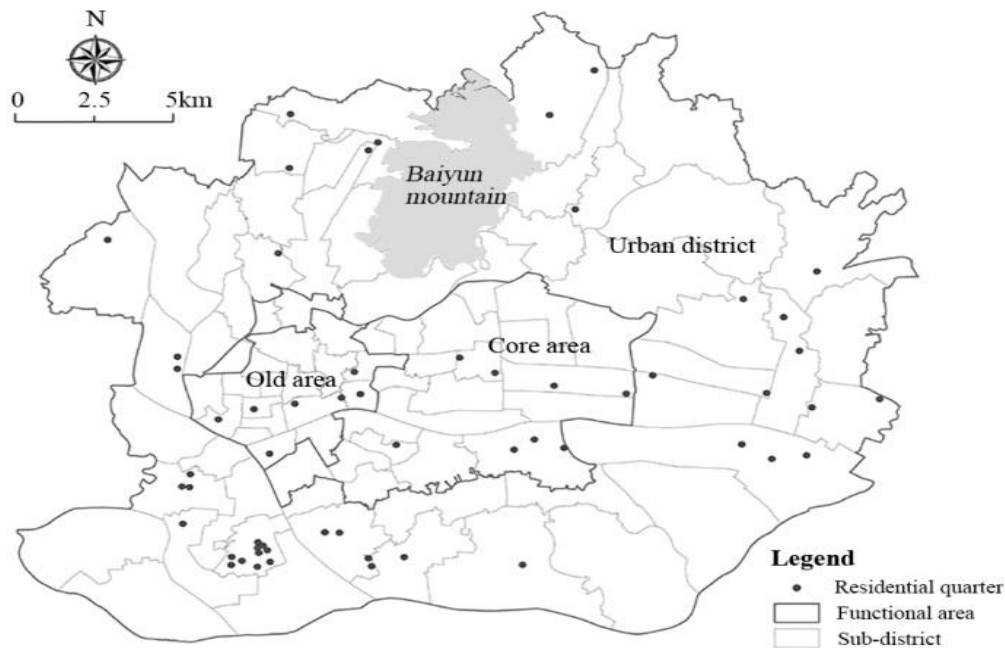 N
0 2.5 5km
Baiyun
mountain
Urban district
Core area
Old area
Legend
Residential quarter
Functional area
Sub-district